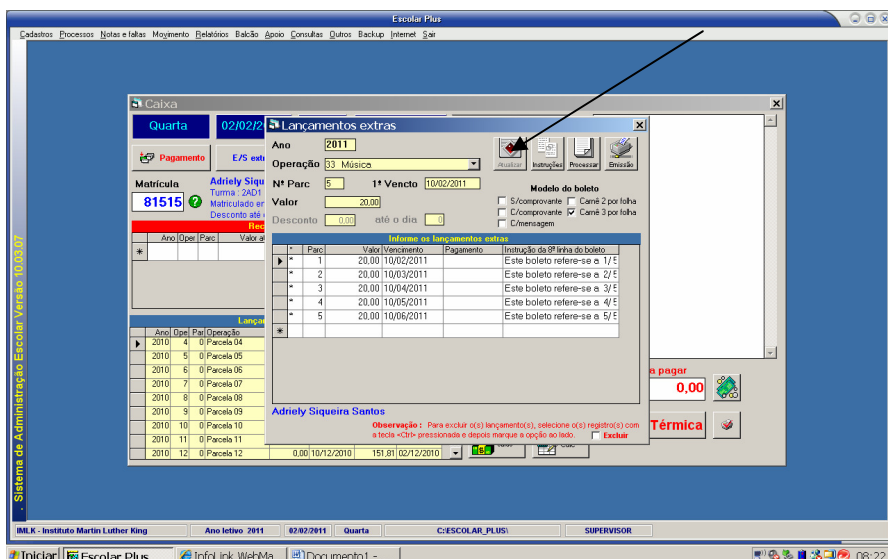 Escolar Plus
Cadastros Processos Notas e faltas Movimento Relatórios Balcão Apoio Consultas Outros Backup Internet Sair
Caixa
Quarta 02/02/2
Pagamento E/S extr
Matrícula
81515
Adriely Siqu
Turma : 2AD1
Matriculado en
Desconto até
Rec
Ano Oper Parc Valor at
Lança
Ano Ope Par Operação
2010 4 0 Parcela 04
2010 5 0 Parcela 05
2010 6 0 Parcela 06
2010 7 0 Parcela 07
2010 8 0 Parcela 08
2010 9 0 Parcela 09
2010 10 0 Parcela 10
2010 11 0 Parcela 11
2010 12 0 Parcela 12 0,00 10/12/2010 151,81 02/12/2010
a pagar
0,00
Térmica
Lançamentos extras
Ano 2011
Operação 33 Música
Atualizar Instruções Processar Emissão
Nº Parc 5 1º Vencto 10/02/2011
Valor 20,00
Desconto 0,00 até o dia 0
Modelo do boleto
S/comprovante Carnê 2 por folha
C/comprovante Carnê 3 por folha
C/mensagem
Informe os lançamentos extras
* Parc Valor Vencimento Pagamento Instrução da 8ª linha do boleto
* 1 20,00 10/02/2011 Este boleto refere-se a 1/5
* 2 20,00 10/03/2011 Este boleto refere-se a 2/5
* 3 20,00 10/04/2011 Este boleto refere-se a 3/5
* 4 20,00 10/05/2011 Este boleto refere-se a 4/5
* 5 20,00 10/06/2011 Este boleto refere-se a 5/5
Adriely Siqueira Santos
Observação : Para excluir o(s) lançamento(s), selecione o(s) registro(s) com
a tecla <Ctrl> pressionada e depois marque a opção ao lado. Excluir
Sistema de Administração Escolar Versão 10.03.07
IMLK - Instituto Martin Luther King Ano letivo 2011 02/02/2011 Quarta C:\ESCOLAR_PLUS\ SUPERVISOR
Iniciar Escolar Plus InfoLink WebMa... Documento1 - ... 08:22